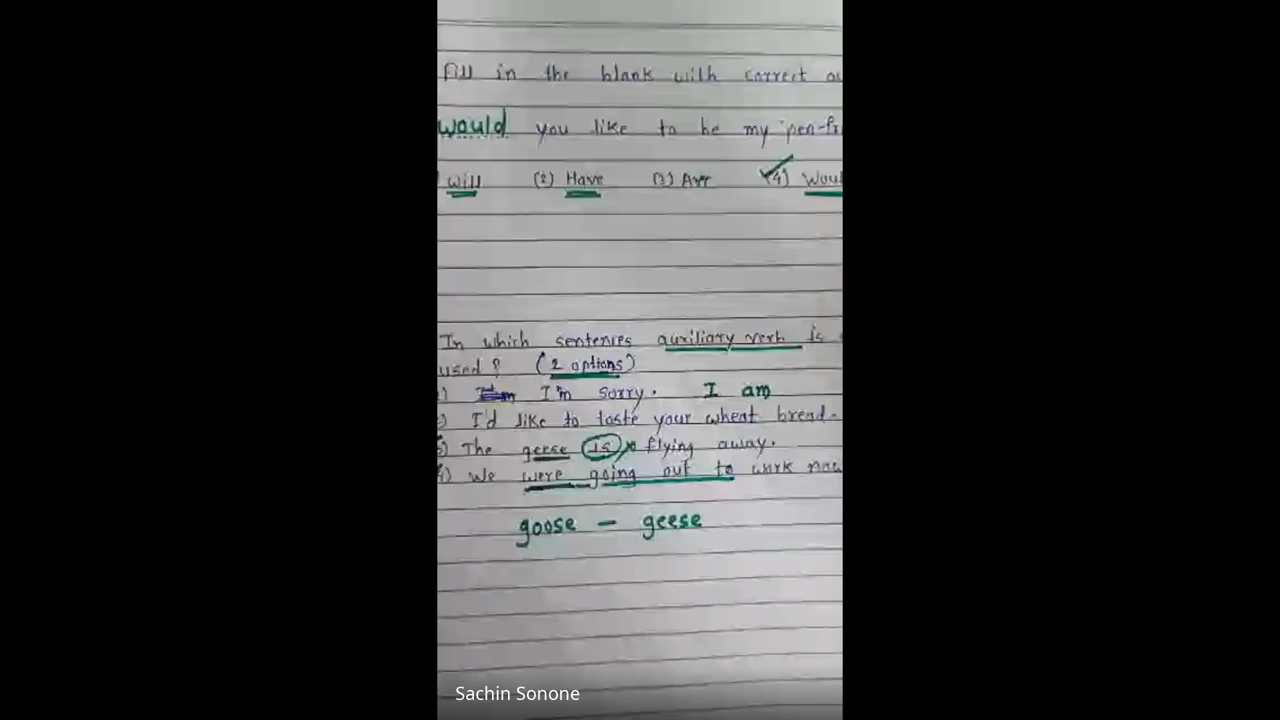 Fill in the blank with correct au
would you like to be my pen-fr
will (2) Have (3) Are (4) Woul
In which sentences auxiliary verb is
used ? (2 options)
I'm Sorry. I am
I'd like to taste your wheat bread.
The geese is flying away.
4) We were going out to work now
goose - geese
Sachin Sonone